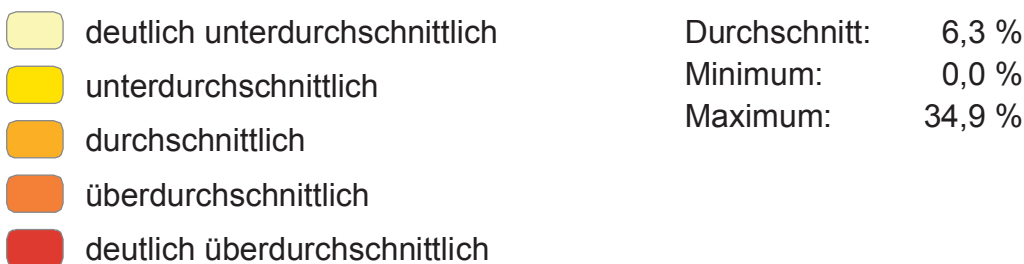 deutlich unterdurchschnittlich
unterdurchschnittlich
durchschnittlich
überdurchschnittlich
deutlich überdurchschnittlich
Durchschnitt: 6,3 %
Minimum: 0,0 %
Maximum: 34,9 %